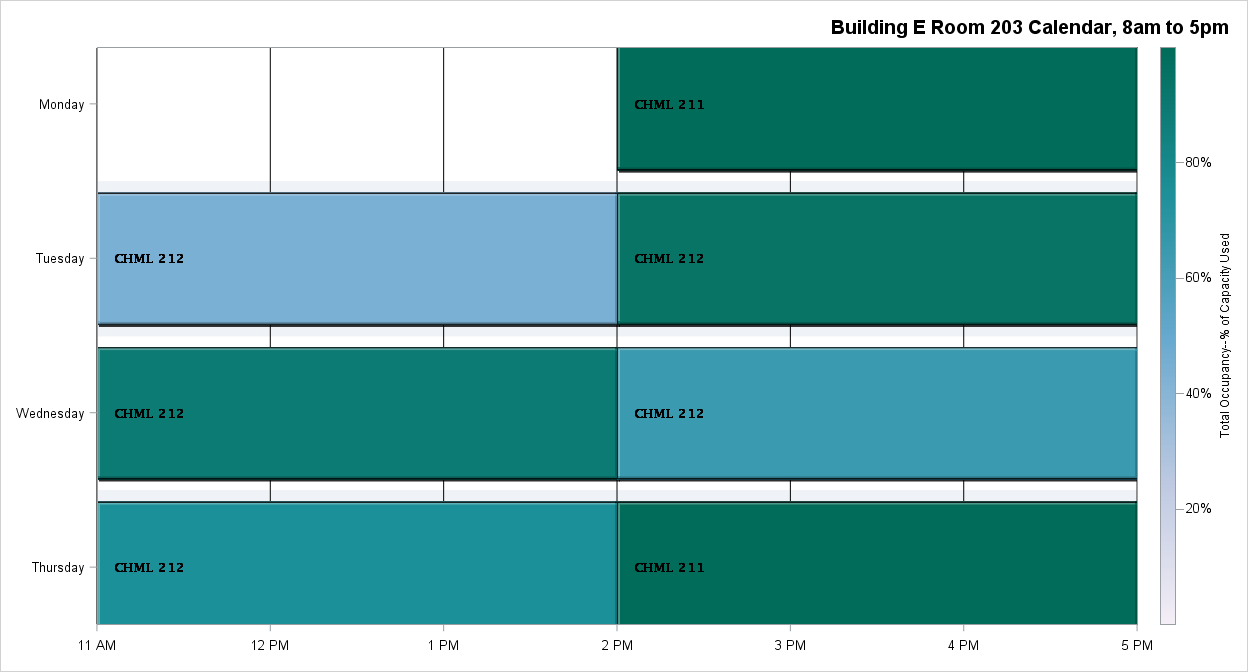 Building E Room 203 Calendar, 8am to 5pm
Monday
CHML 211
Tuesday
CHML 212
CHML 212
Wednesday
CHML 212
CHML 212
Thursday
CHML 212
CHML 211
11 AM
12 PM
1 PM
2 PM
3 PM
4 PM
5 PM
80%
60%
40%
20%
Total Occupancy--% of Capacity Used